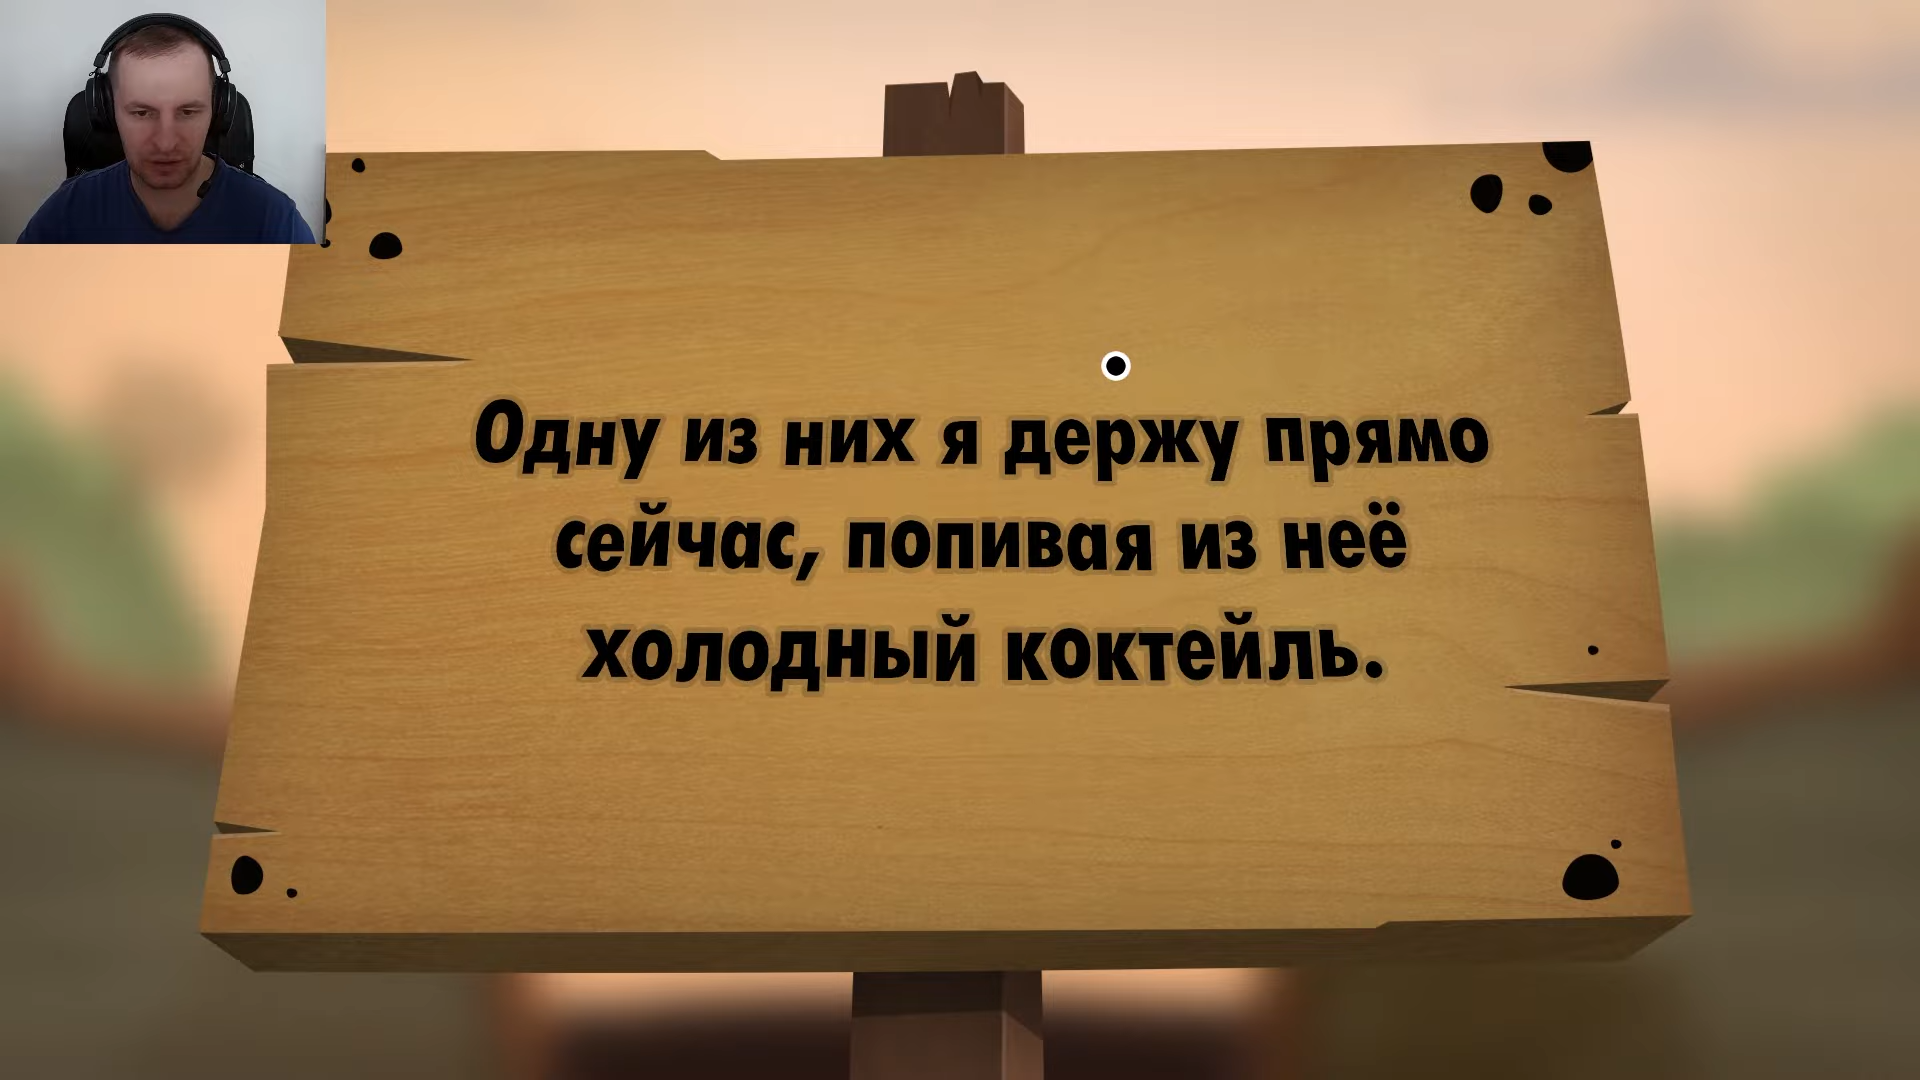 Одну из них я держу прямо
сейчас, попивая из неё
холодный коктейль.